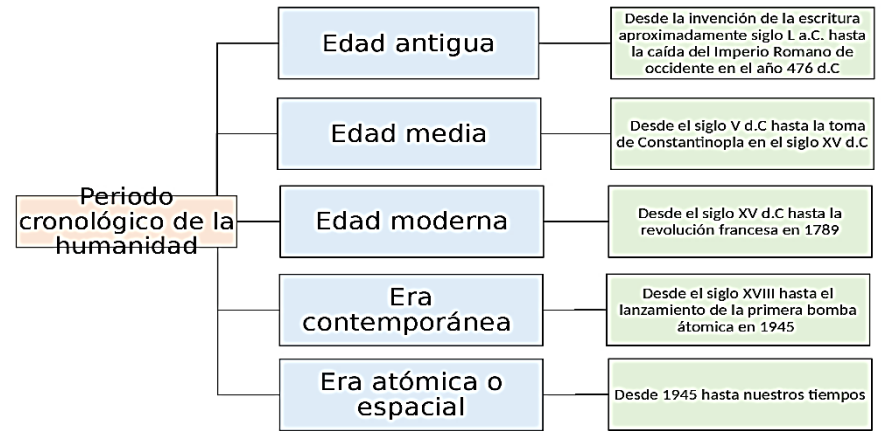 Periodo
cronológico de la
humanidad
Edad antigua
Desde la invención de la escritura
aproximadamente siglo L a.C. hasta
la caída del Imperio Romano de
occidente en el año 476 d.C
Edad media
Desde el siglo V d.C hasta la toma
de Constantinopla en el siglo XV d.C
Edad moderna
Desde el siglo XV d.C hasta la
revolución francesa en 1789
Era
contemporánea
Desde el siglo XVIII hasta el
lanzamiento de la primera bomba
átomica en 1945
Era atómica o
espacial
Desde 1945 hasta nuestros tiempos